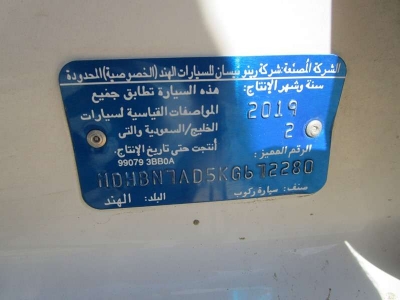 الشركة المصنعة: شركة رينو نيسان للسيارات الهند (الخصوصية) المحدودة
سنة وشهر الإنتاج: هذه السيارة تطابق جميع
2019 المواصفات القياسية لسيارات
2 الخليج/السعودية والتي
الرقم المميز: أنتجت حتى تاريخ الإنتاج.
99079 3BB0A
MDHBN7AD5KG672280
صنف: سيارة ركوب البلد: الهند